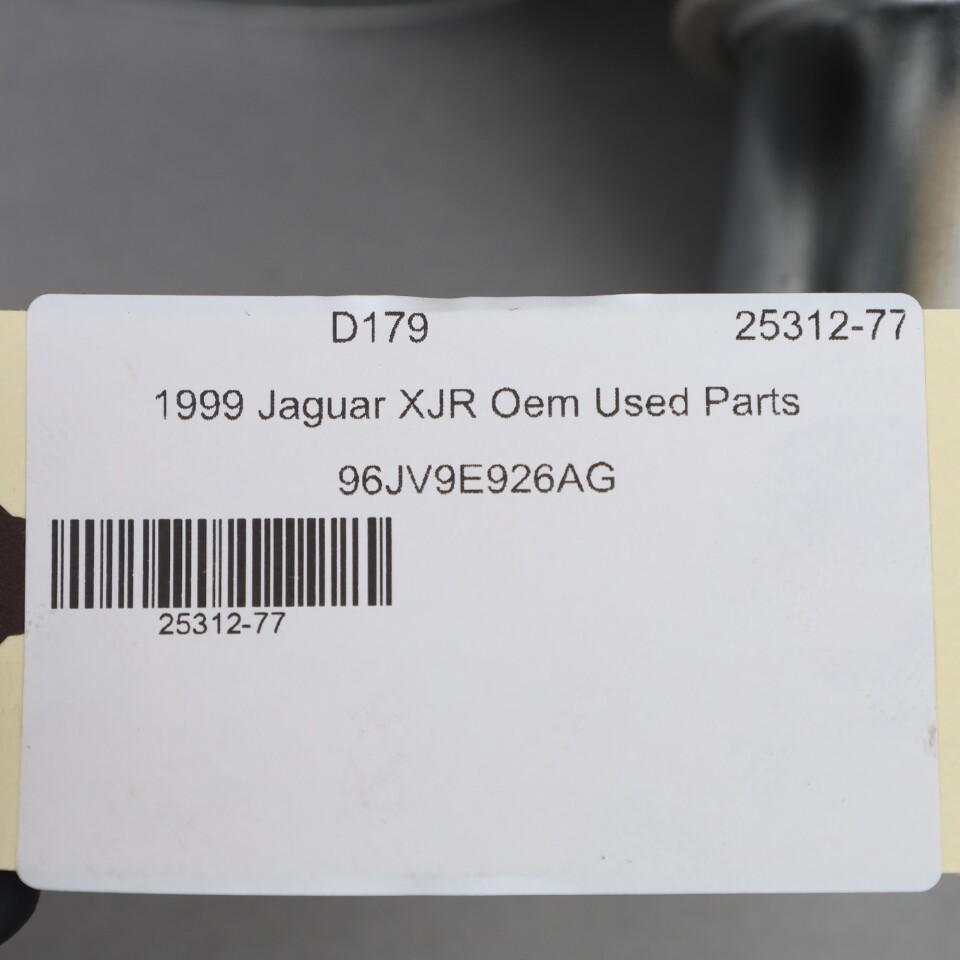 D179 25312-77
1999 Jaguar XJR Oem Used Parts
96JV9E926AG
25312-77